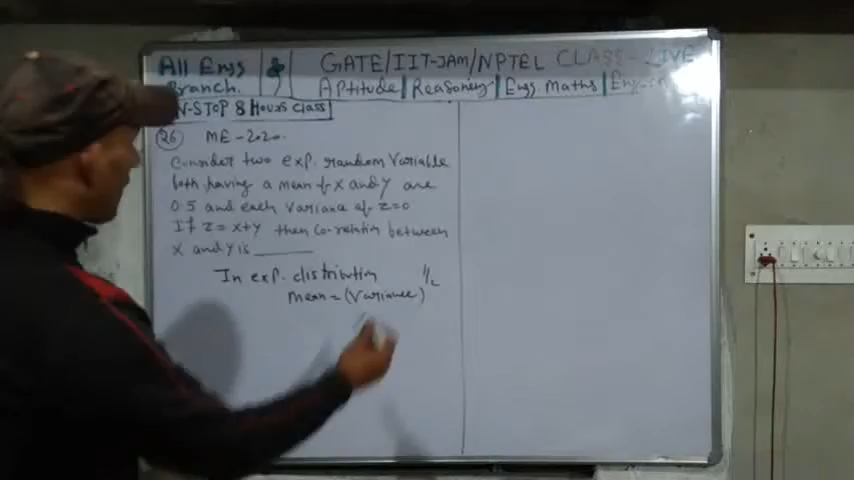 All Engg
Branch.
&
GATE/IIT-JAM/NPTEL CLASS-LIVE
Aptitude | Reasoning | Engg. Maths |
N-STOP 8 Hours class
26 ME-2020.
Consider two exp. random Variable
both having a mean of X and Y are
0.5 and each Variance of Z=0
If Z = X+Y then Co-relation between
X and Y is ______
In exp. distribution
mean = (Variance)^1/2